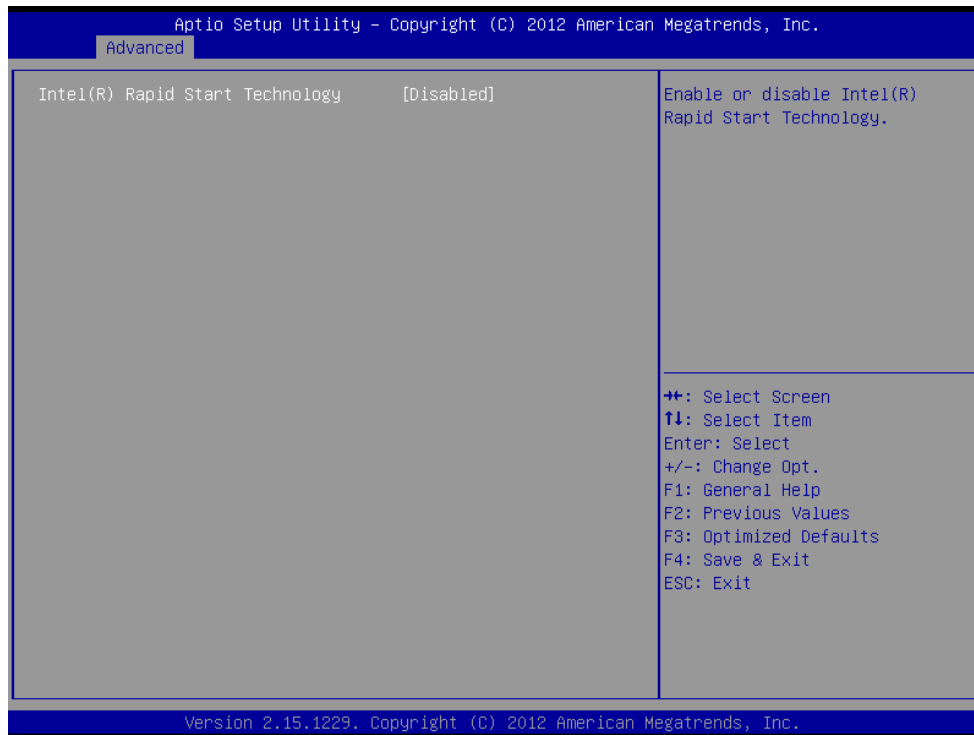 Aptio Setup Utility – Copyright (C) 2012 American Megatrends, Inc.
Advanced
Intel(R) Rapid Start Technology [Disabled]
Enable or disable Intel(R)
Rapid Start Technology.
→←: Select Screen
↑↓: Select Item
Enter: Select
+/-: Change Opt.
F1: General Help
F2: Previous Values
F3: Optimized Defaults
F4: Save & Exit
ESC: Exit
Version 2.15.1229. Copyright (C) 2012 American Megatrends, Inc.